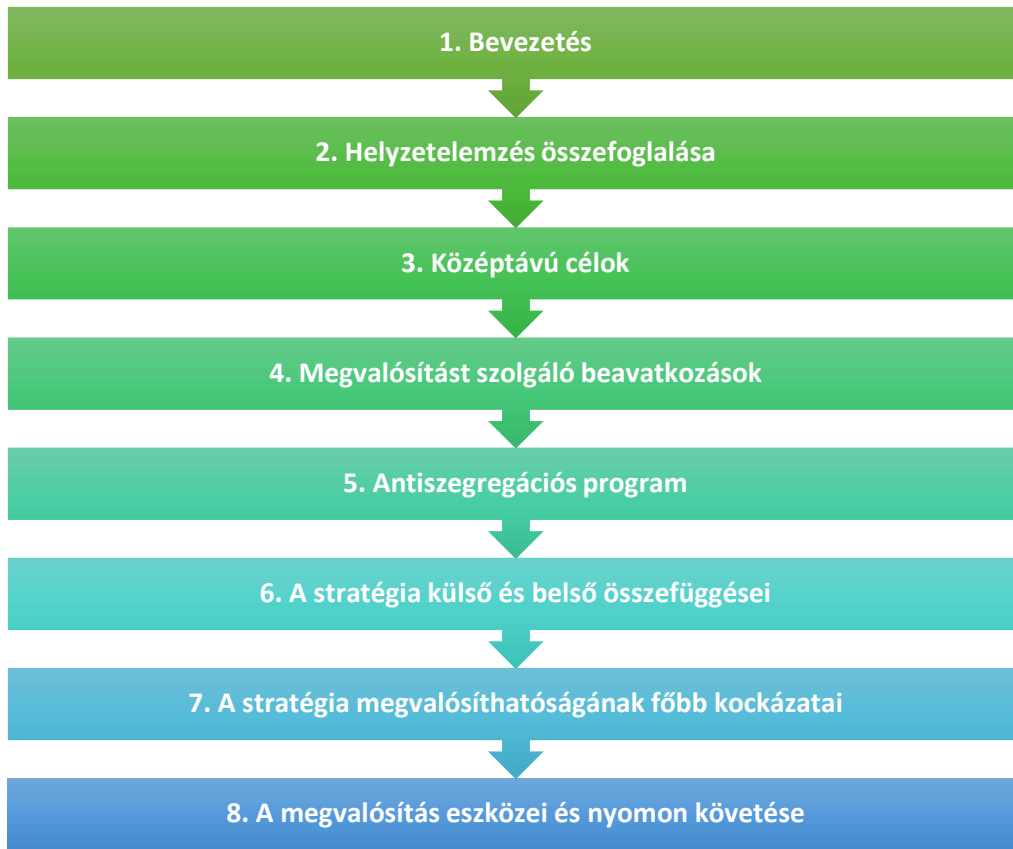 1. Bevezetés
2. Helyzetelemzés összefoglalása
3. Középtávú célok
4. Megvalósítást szolgáló beavatkozások
5. Antiszegregációs program
6. A stratégia külső és belső összefüggései
7. A stratégia megvalósíthatóságának főbb kockázatai
8. A megvalósítás eszközei és nyomon követése